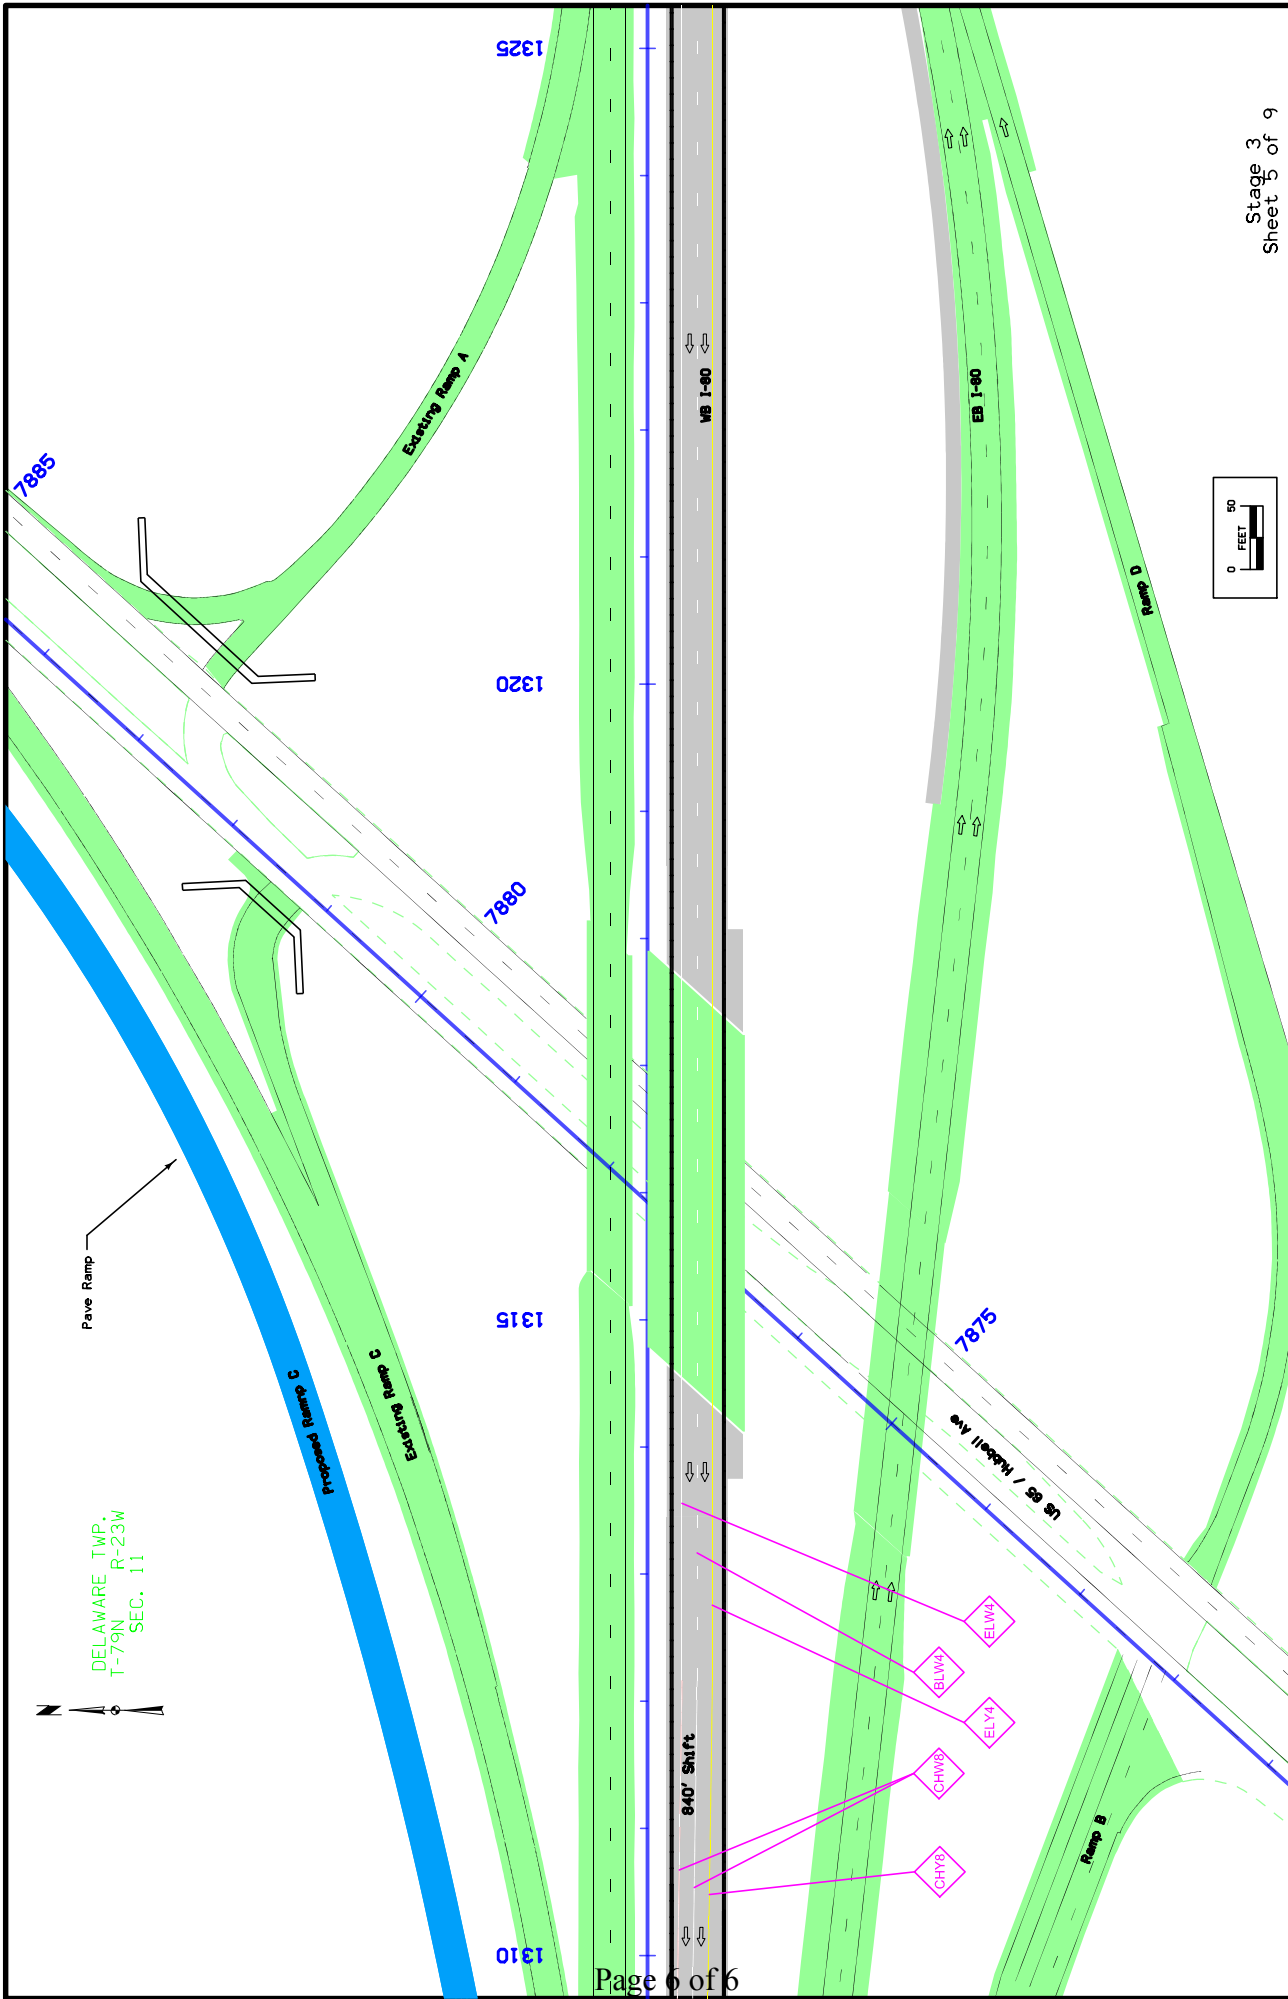 1325
Stage 3
Sheet 5 of 9
Existing Ramp A
WB I-80
EB I-80
7885
0 50
FEET
Ramp D
1320
7880
Pave Ramp
1315
7875
Existing Ramp C
Proposed Ramp C
US 65 / Hubbell Ave
DELAWARE TWP.
T-79N R-23W
SEC. 11
N
ELW4
BLW4
ELY4
840' Shift
CHW8
Ramp B
CHY8
1310
Page 6 of 6